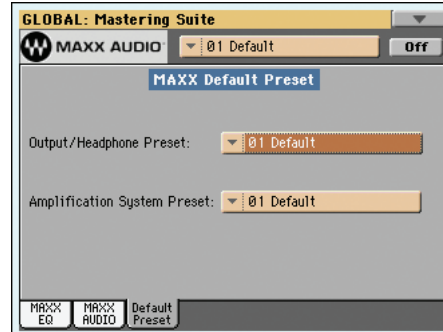 GLOBAL: Mastering Suite
MAXX AUDIO 01 Default Off
MAXX Default Preset
Output/Headphone Preset: 01 Default
Amplification System Preset: 01 Default
MAXX EQ
MAXX AUDIO
Default Preset